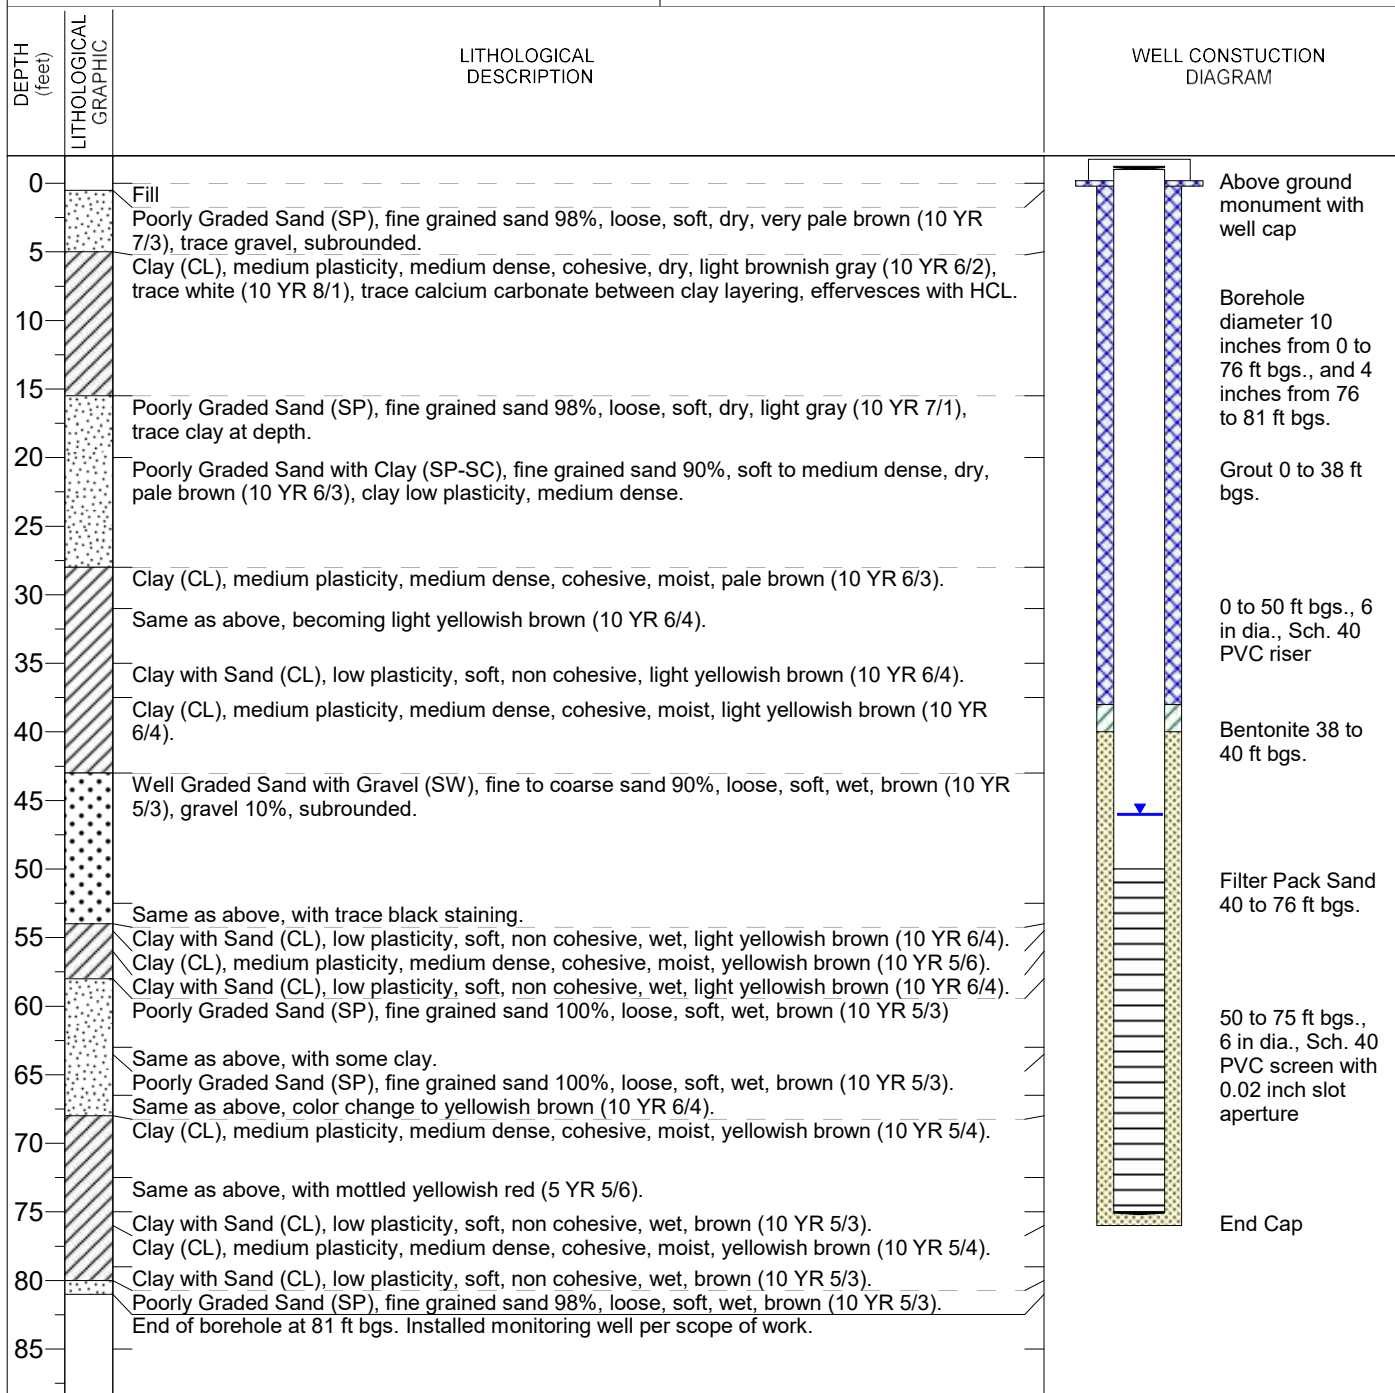 DEPTH
(feet)
LITHOLOGICAL
GRAPHIC
LITHOLOGICAL
DESCRIPTION
WELL CONSTUCTION
DIAGRAM
0
5
10
15
20
25
30
35
40
45
50
55
60
65
70
75
80
85
Fill
Poorly Graded Sand (SP), fine grained sand 98%, loose, soft, dry, very pale brown (10 YR
7/3), trace gravel, subrounded.
Clay (CL), medium plasticity, medium dense, cohesive, dry, light brownish gray (10 YR 6/2),
trace white (10 YR 8/1), trace calcium carbonate between clay layering, effervesces with HCL.
Poorly Graded Sand (SP), fine grained sand 98%, loose, soft, dry, light gray (10 YR 7/1),
trace clay at depth.
Poorly Graded Sand with Clay (SP-SC), fine grained sand 90%, soft to medium dense, dry,
pale brown (10 YR 6/3), clay low plasticity, medium dense.
Clay (CL), medium plasticity, medium dense, cohesive, moist, pale brown (10 YR 6/3).
Same as above, becoming light yellowish brown (10 YR 6/4).
Clay with Sand (CL), low plasticity, soft, non cohesive, light yellowish brown (10 YR 6/4).
Clay (CL), medium plasticity, medium dense, cohesive, moist, light yellowish brown (10 YR
6/4).
Well Graded Sand with Gravel (SW), fine to coarse sand 90%, loose, soft, wet, brown (10 YR
5/3), gravel 10%, subrounded.
Same as above, with trace black staining.
Clay with Sand (CL), low plasticity, soft, non cohesive, wet, light yellowish brown (10 YR 6/4).
Clay (CL), medium plasticity, medium dense, cohesive, moist, yellowish brown (10 YR 5/6).
Clay with Sand (CL), low plasticity, soft, non cohesive, wet, light yellowish brown (10 YR 6/4).
Poorly Graded Sand (SP), fine grained sand 100%, loose, soft, wet, brown (10 YR 5/3)
Same as above, with some clay.
Poorly Graded Sand (SP), fine grained sand 100%, loose, soft, wet, brown (10 YR 5/3).
Same as above, color change to yellowish brown (10 YR 6/4).
Clay (CL), medium plasticity, medium dense, cohesive, moist, yellowish brown (10 YR 5/4).
Same as above, with mottled yellowish red (5 YR 5/6).
Clay with Sand (CL), low plasticity, soft, non cohesive, wet, brown (10 YR 5/3).
Clay (CL), medium plasticity, medium dense, cohesive, moist, yellowish brown (10 YR 5/4).
Clay with Sand (CL), low plasticity, soft, non cohesive, wet, brown (10 YR 5/3).
Poorly Graded Sand (SP), fine grained sand 98%, loose, soft, wet, brown (10 YR 5/3).
End of borehole at 81 ft bgs. Installed monitoring well per scope of work.
Above ground
monument with
well cap
Borehole
diameter 10
inches from 0 to
76 ft bgs., and 4
inches from 76
to 81 ft bgs.
Grout 0 to 38 ft
bgs.
0 to 50 ft bgs., 6
in dia., Sch. 40
PVC riser
Bentonite 38 to
40 ft bgs.
Filter Pack Sand
40 to 76 ft bgs.
50 to 75 ft bgs.,
6 in dia., Sch. 40
PVC screen with
0.02 inch slot
aperture
End Cap